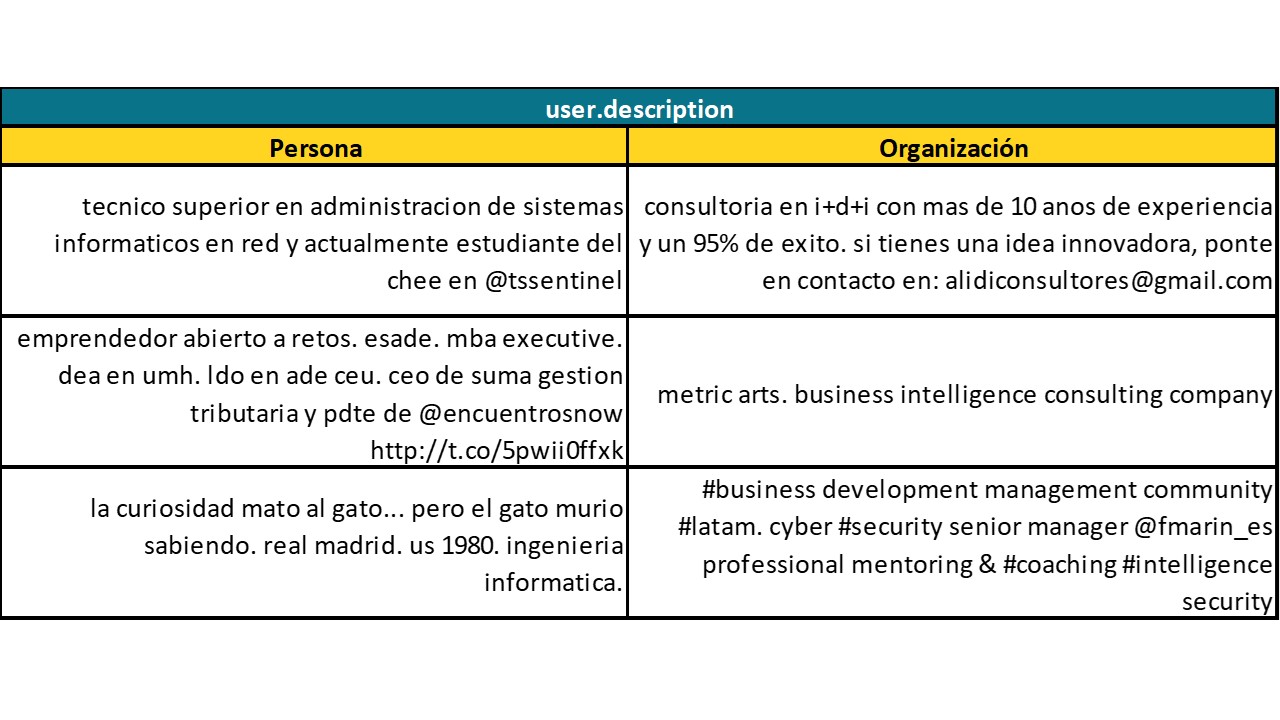 user.description
Persona
Organización
tecnico superior en administracion de sistemas
informaticos en red y actualmente estudiante del
chee en @tssentinel
consultoria en i+d+i con mas de 10 anos de experiencia
y un 95% de exito. si tienes una idea innovadora, ponte
en contacto en: alidiconsultores@gmail.com
emprendedor abierto a retos. esade. mba executive.
dea en umh. ldo en ade ceu. ceo de suma gestion
tributaria y pdte de @encuentrosnow
http://t.co/5pwii0ffxk
metric arts. business intelligence consulting company
la curiosidad mato al gato... pero el gato murio
sabiendo. real madrid. us 1980. ingenieria
informatica.
#business development management community
#latam. cyber #security senior manager @fmarin_es
professional mentoring & #coaching #intelligence
security